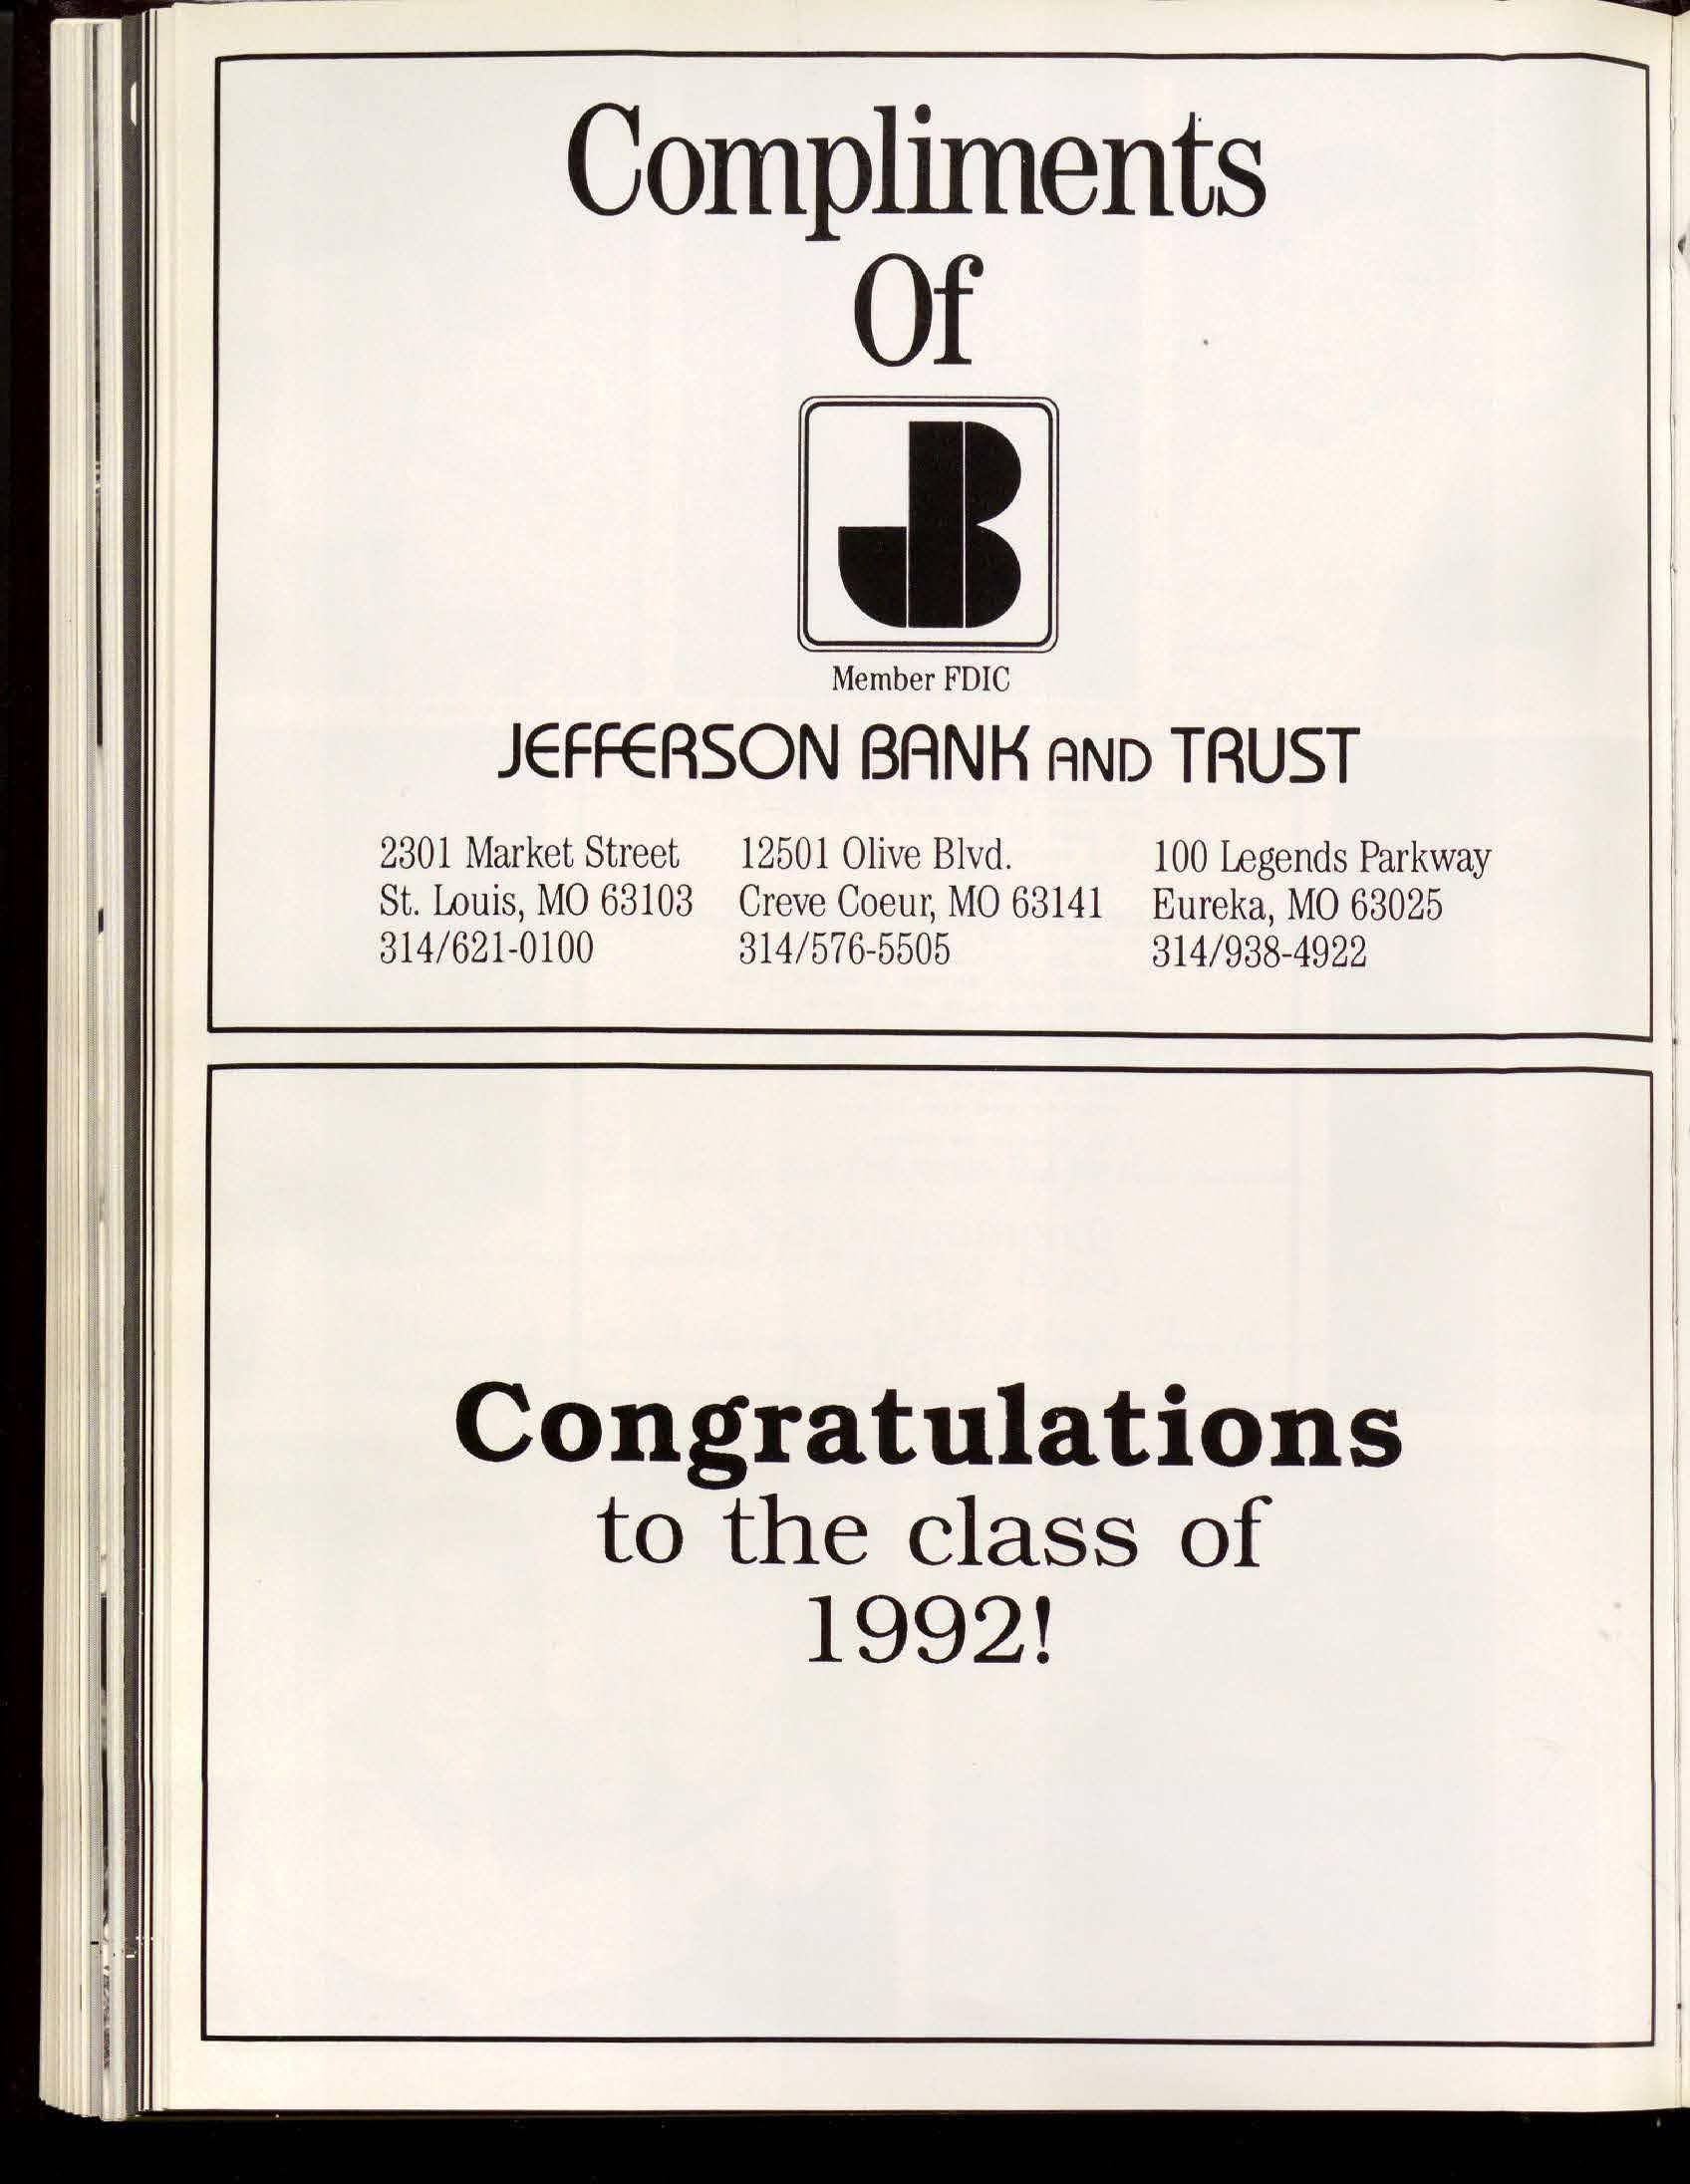 Compliments
Of
JB
Member FDIC
JEFFERSON BANK AND TRUST
2301 Market Street
St. Louis, MO 63103
314/621-0100
12501 Olive Blvd.
Creve Coeur, MO 63141
314/576-5505
100 Legends Parkway
Eureka, MO 63025
314/938-4922
Congratulations
to the class of
1992!